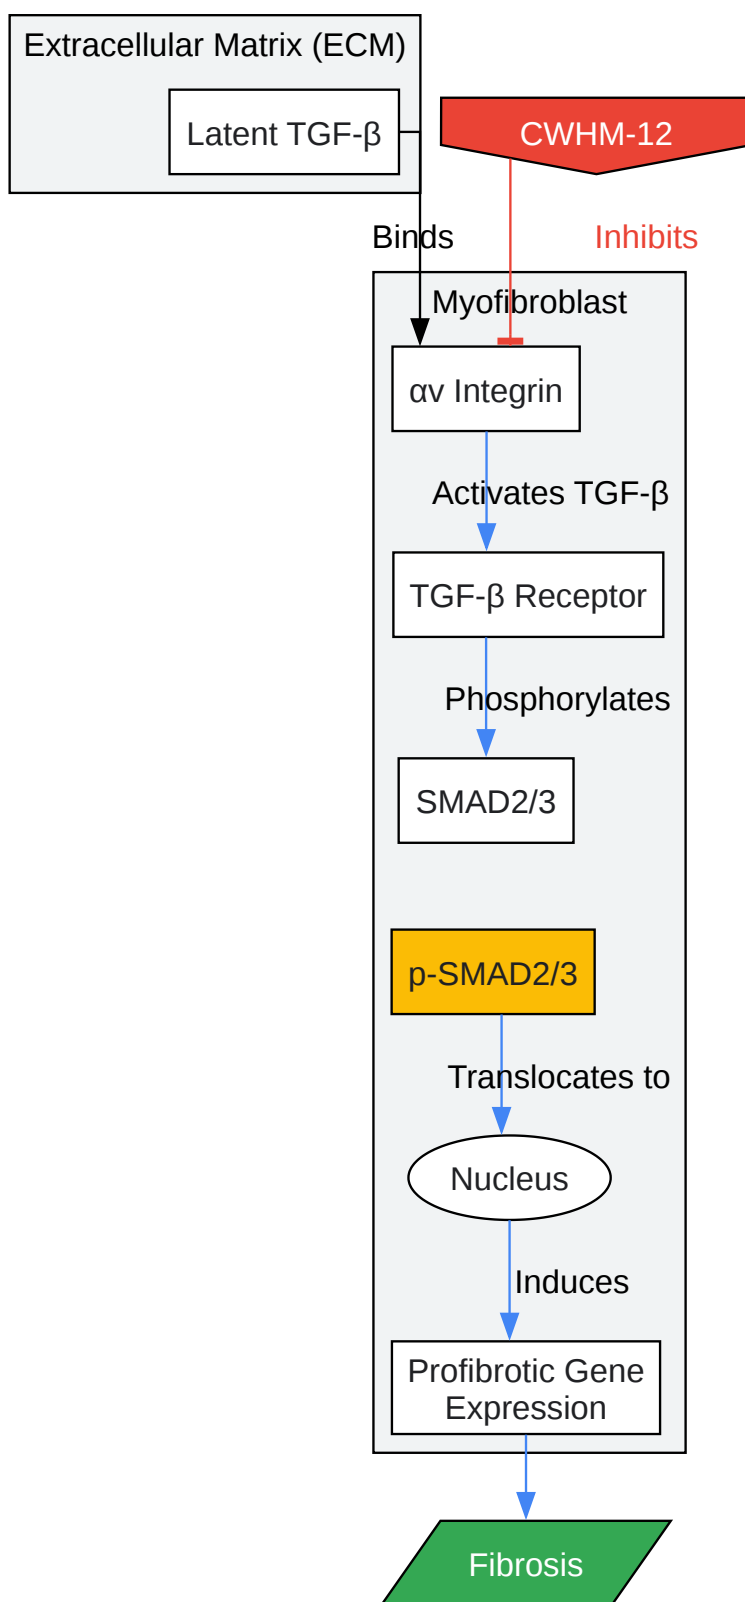 Extracellular Matrix (ECM)
Latent TGF-β
CWHM-12
Binds
Inhibits
Myofibroblast
αv Integrin
Activates TGF-β
TGF-β Receptor
Phosphorylates
SMAD2/3
p-SMAD2/3
Translocates to
Nucleus
Induces
Profibrotic Gene
Expression
Fibrosis